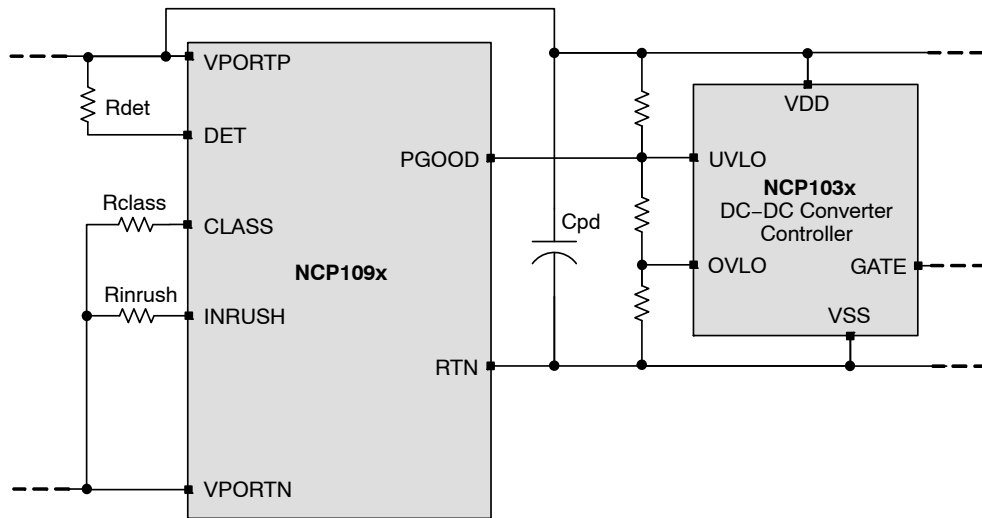 VPORTP
Rdet
DET
VDD
PGOOD
UVLO
Rclass
CLASS
NCP103x
DC–DC Converter
Controller
Cpd
NCP109x
OVLO
GATE
Rinrush
INRUSH
VSS
RTN
VPORTN